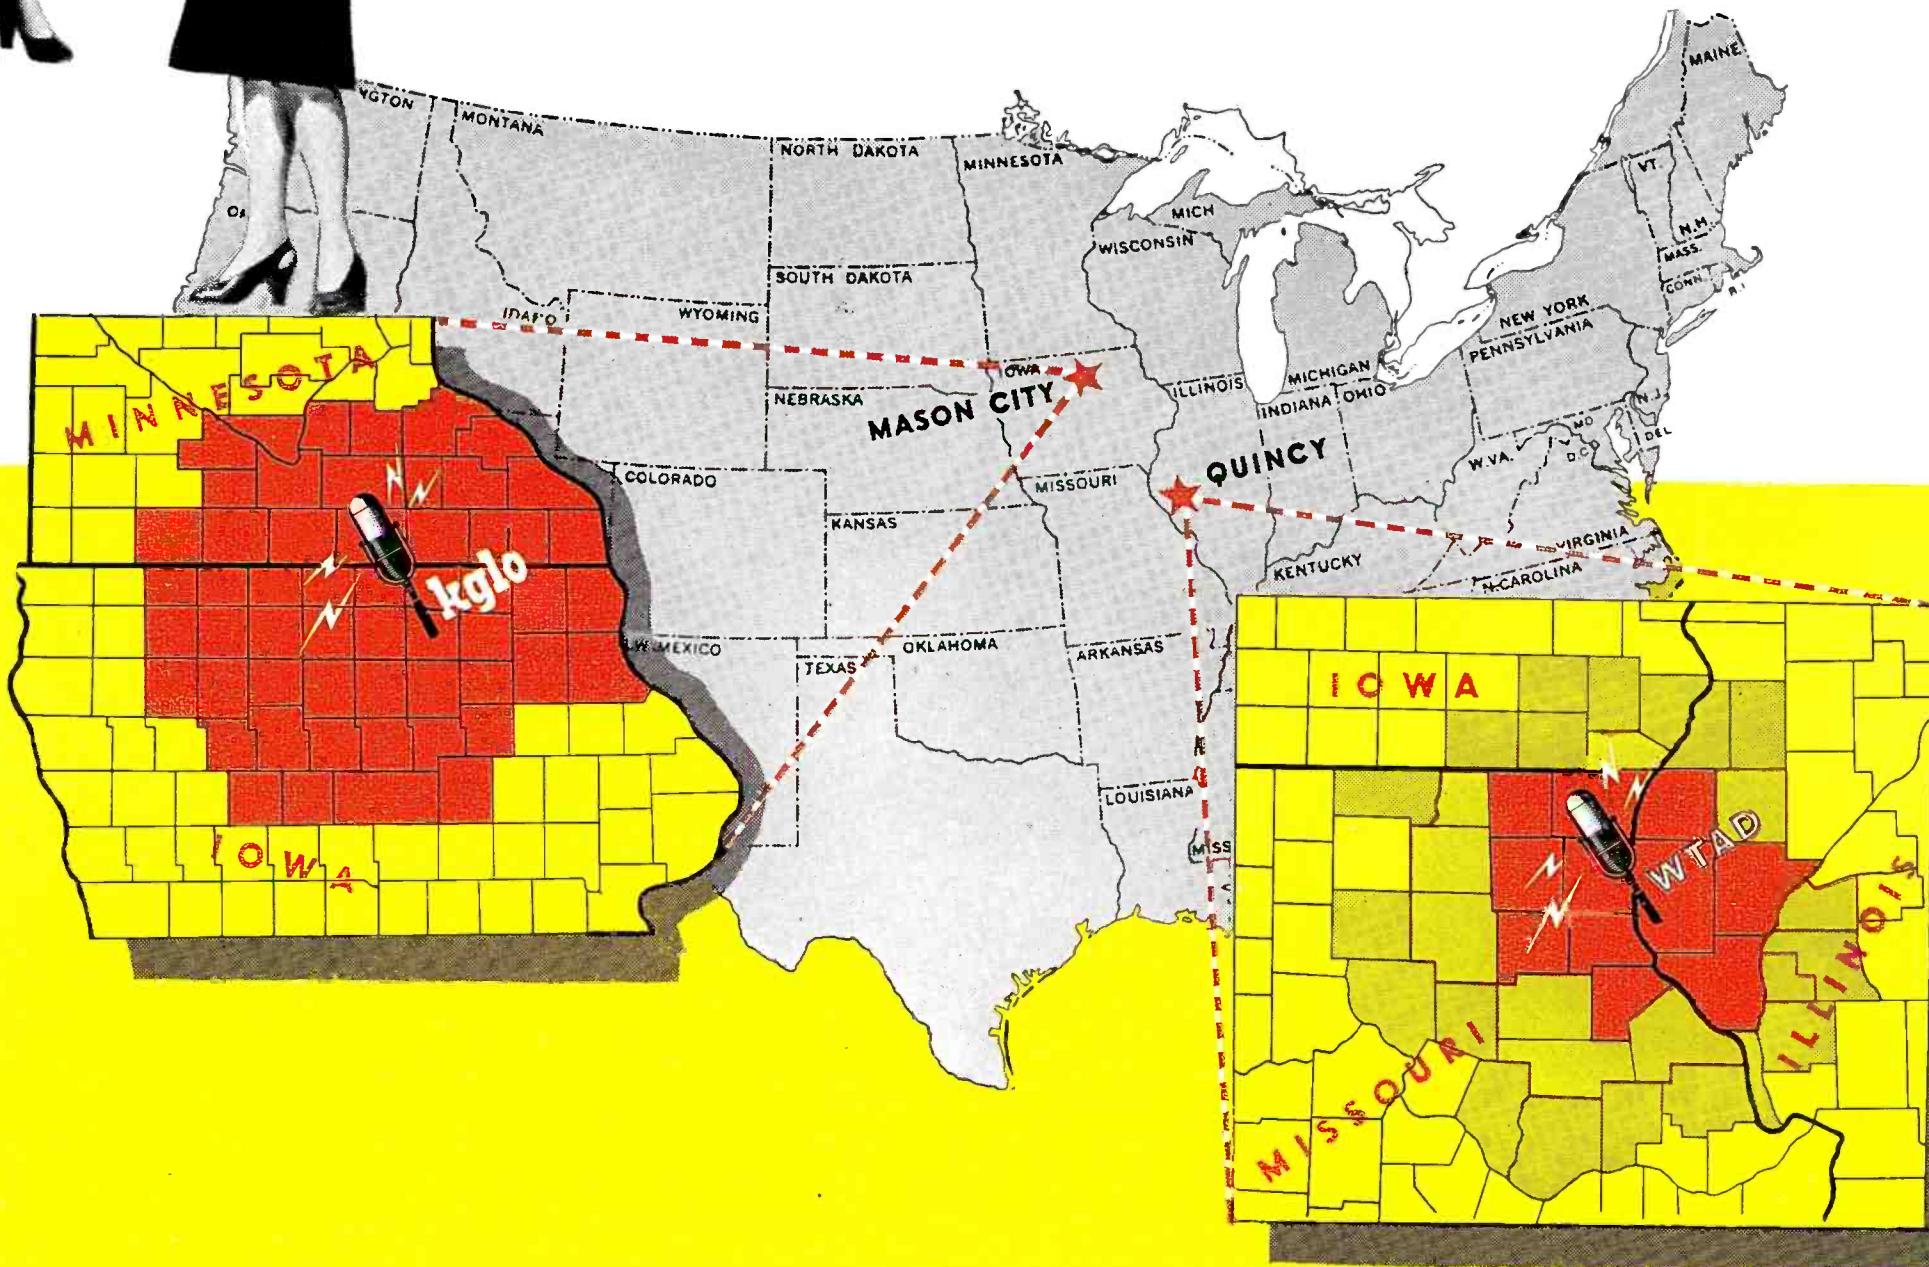 MAINE
NGTON
MONTANA
NORTH DAKOTA
MINNESOTA
VT.
MICH
N.H.
WISCONSIN
MASS.
SOUTH DAKOTA
CONN.
R.I.
IDAHO
WYOMING
NEW YORK
PENNSYLVANIA
IOWA
MICHIGAN
ILLINOIS
NEBRASKA
MASON CITY
INDIANA
OHIO
N.J.
MD
DEL
D.C.
W.VA.
QUINCY
COLORADO
MISSOURI
KANSAS
VIRGINIA
KENTUCKY
N.CAROLINA
W MEXICO
TEXAS
OKLAHOMA
ARKANSAS
LOUISIANA
MISS
MINNESOTA
kglo
IOWA
IOWA
WTAD
ILLINOIS
MISSOURI